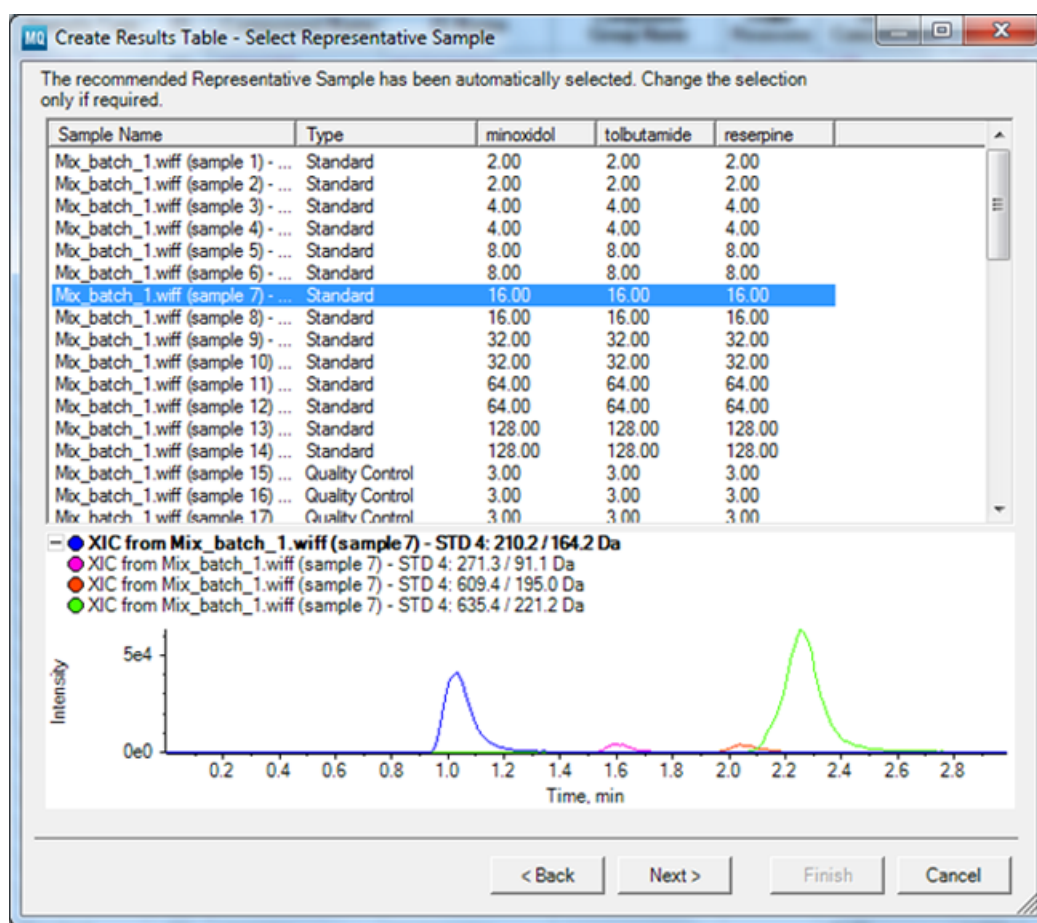 MQ Create Results Table - Select Representative Sample
The recommended Representative Sample has been automatically selected. Change the selection
only if required.
Sample Name Type minoxidol tolbutamide reserpine
Mix_batch_1.wiff (sample 1) - ... Standard 2.00 2.00 2.00
Mix_batch_1.wiff (sample 2) - ... Standard 2.00 2.00 2.00
Mix_batch_1.wiff (sample 3) - ... Standard 4.00 4.00 4.00
Mix_batch_1.wiff (sample 4) - ... Standard 4.00 4.00 4.00
Mix_batch_1.wiff (sample 5) - ... Standard 8.00 8.00 8.00
Mix_batch_1.wiff (sample 6) - ... Standard 8.00 8.00 8.00
Mix_batch_1.wiff (sample 7) - ... Standard 16.00 16.00 16.00
Mix_batch_1.wiff (sample 8) - ... Standard 16.00 16.00 16.00
Mix_batch_1.wiff (sample 9) - ... Standard 32.00 32.00 32.00
Mix_batch_1.wiff (sample 10) ... Standard 32.00 32.00 32.00
Mix_batch_1.wiff (sample 11) ... Standard 64.00 64.00 64.00
Mix_batch_1.wiff (sample 12) ... Standard 64.00 64.00 64.00
Mix_batch_1.wiff (sample 13) ... Standard 128.00 128.00 128.00
Mix_batch_1.wiff (sample 14) ... Standard 128.00 128.00 128.00
Mix_batch_1.wiff (sample 15) ... Quality Control 3.00 3.00 3.00
Mix_batch_1.wiff (sample 16) ... Quality Control 3.00 3.00 3.00
Mix_batch_1.wiff (sample 17) ... Quality Control 3.00 3.00 3.00
XIC from Mix_batch_1.wiff (sample 7) - STD 4: 210.2 / 164.2 Da
XIC from Mix_batch_1.wiff (sample 7) - STD 4: 271.3 / 91.1 Da
XIC from Mix_batch_1.wiff (sample 7) - STD 4: 609.4 / 195.0 Da
XIC from Mix_batch_1.wiff (sample 7) - STD 4: 635.4 / 221.2 Da
Intensity
5e4
0e0
0.2 0.4 0.6 0.8 1.0 1.2 1.4 1.6 1.8 2.0 2.2 2.4 2.6 2.8
Time, min
< Back Next > Finish Cancel